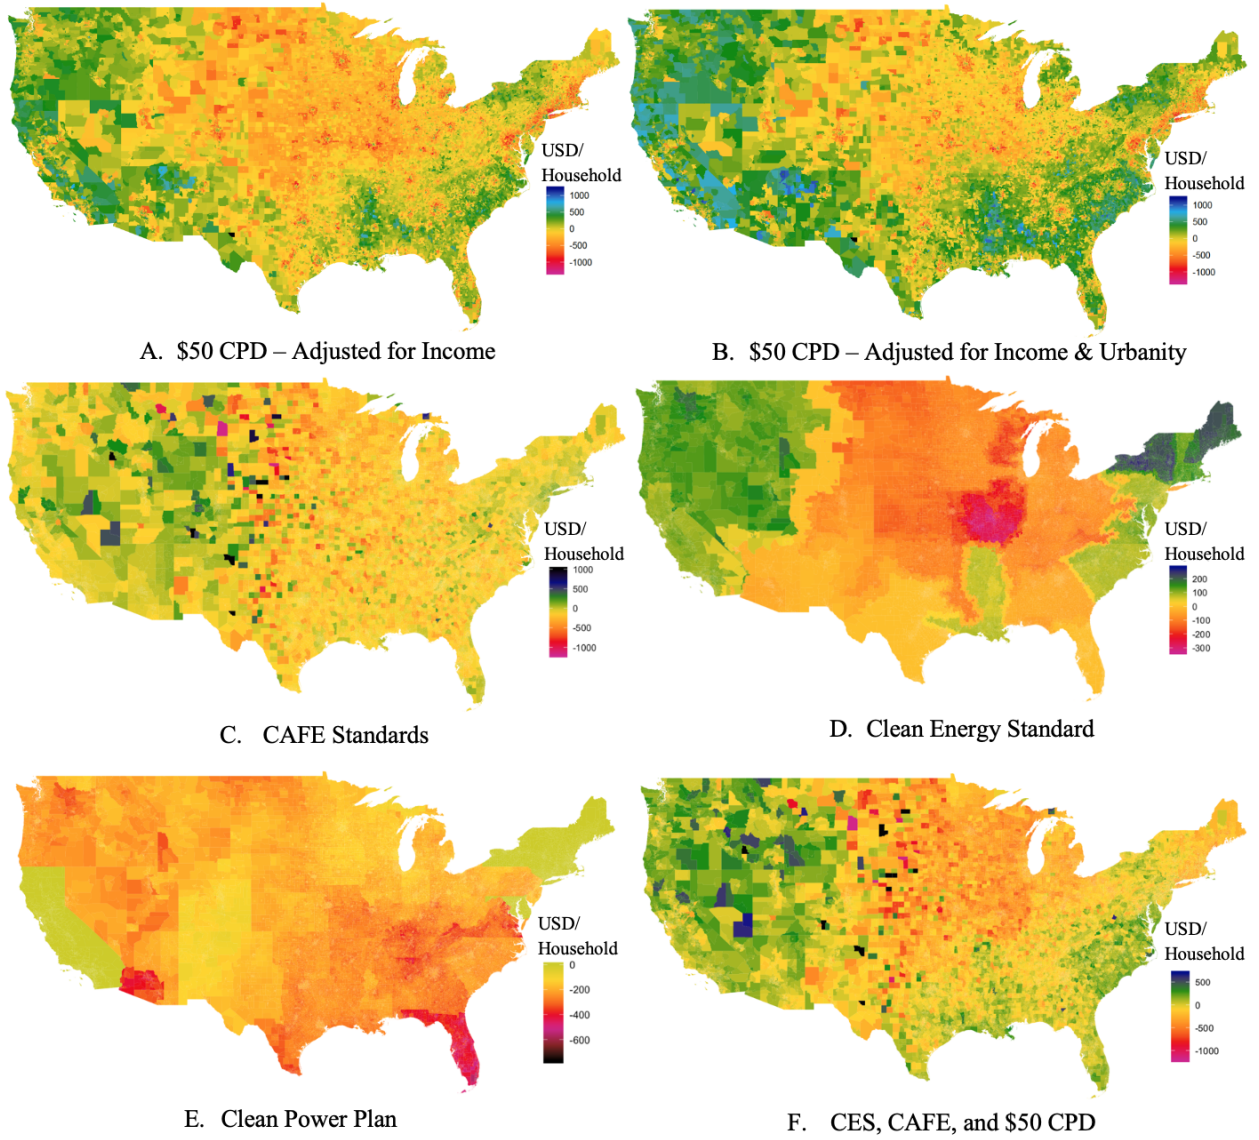 USD/
Household
1000
500
0
-500
-1000
A. $50 CPD – Adjusted for Income
USD/
Household
1000
500
0
-500
-1000
B. $50 CPD – Adjusted for Income & Urbanity
USD/
Household
1000
500
0
-500
-1000
C. CAFE Standards
USD/
Household
200
100
0
-100
-200
-300
D. Clean Energy Standard
USD/
Household
0
-200
-400
-600
E. Clean Power Plan
USD/
Household
500
0
-500
-1000
F. CES, CAFE, and $50 CPD